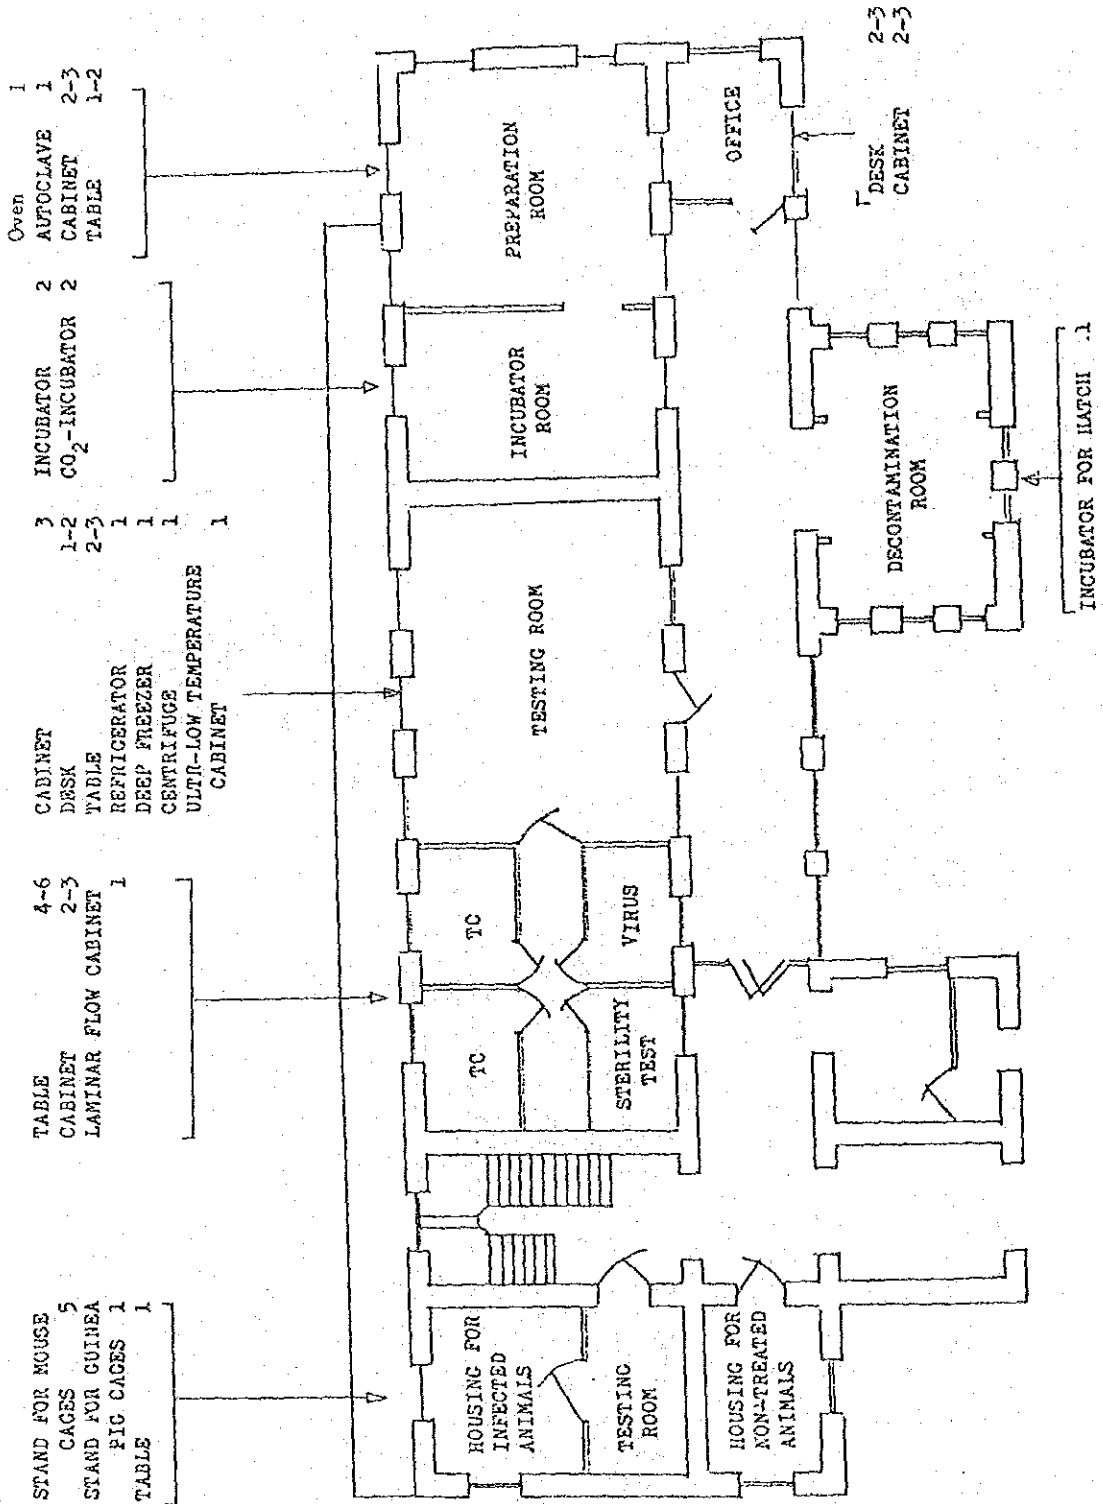 STAND FOR MOUSE
CAGES 5
STAND FOR GUINEA
PIG CAGES 1
TABLE 1
TABLE 4-6
CABINET 2-3
LAMINAR FLOW CABINET 1
CABINET 3
DESK 1-2
TABLE 2-3
REFRIGERATOR 1
DEEP FREEZER 1
CENTRIFUGE 1
ULTR-LOW TEMPERATURE
CABINET 1
INCUBATOR 2
CO2-INCUBATOR 2
Oven 1
AUTOCLAVE 1
CABINET 2-3
TABLE 1-2
HOUSING FOR
INFECTED
ANIMALS
TESTING
ROOM
HOUSING FOR
NON-TREATED
ANIMALS
TC
TC
STERILITY
TEST
VIRUS
TESTING ROOM
INCUBATOR
ROOM
PREPARATION
ROOM
OFFICE
DESK 2-3
CABINET 2-3
DECONTAMINATION
ROOM
INCUBATOR FOR HATCH 1